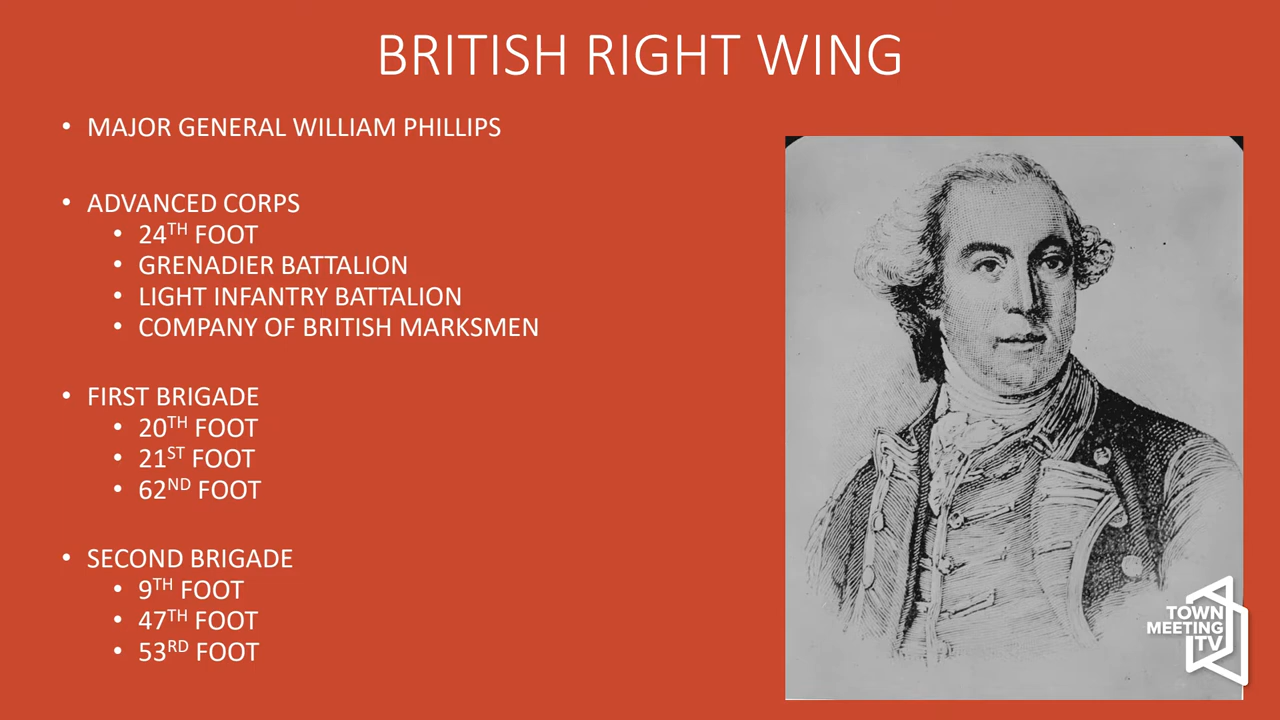 BRITISH RIGHT WING
• MAJOR GENERAL WILLIAM PHILLIPS
• ADVANCED CORPS
• 24TH FOOT
• GRENADIER BATTALION
• LIGHT INFANTRY BATTALION
• COMPANY OF BRITISH MARKSMEN
• FIRST BRIGADE
• 20TH FOOT
• 21ST FOOT
• 62ND FOOT
• SECOND BRIGADE
• 9TH FOOT
• 47TH FOOT
• 53RD FOOT
TOWN
MEETING
TV